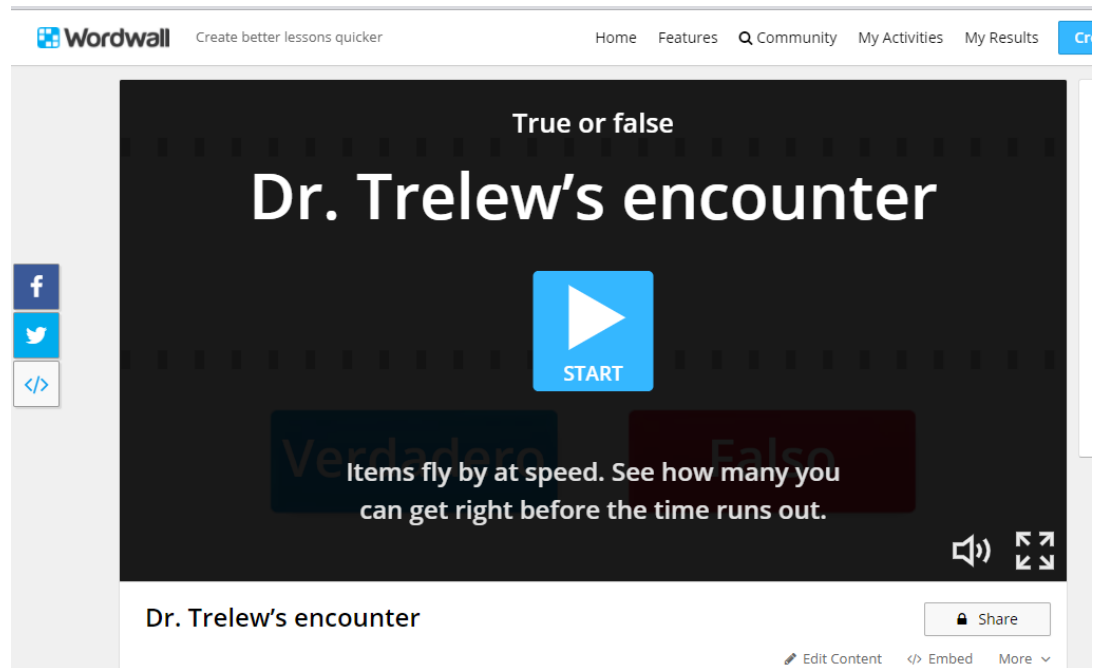 Wordwall Create better lessons quicker Home Features Community My Activities My Results Cr
True or false
Dr. Trelew’s encounter
START
Verdadero Falso
Items fly by at speed. See how many you
can get right before the time runs out.
Dr. Trelew’s encounter
Share
Edit Content </> Embed More